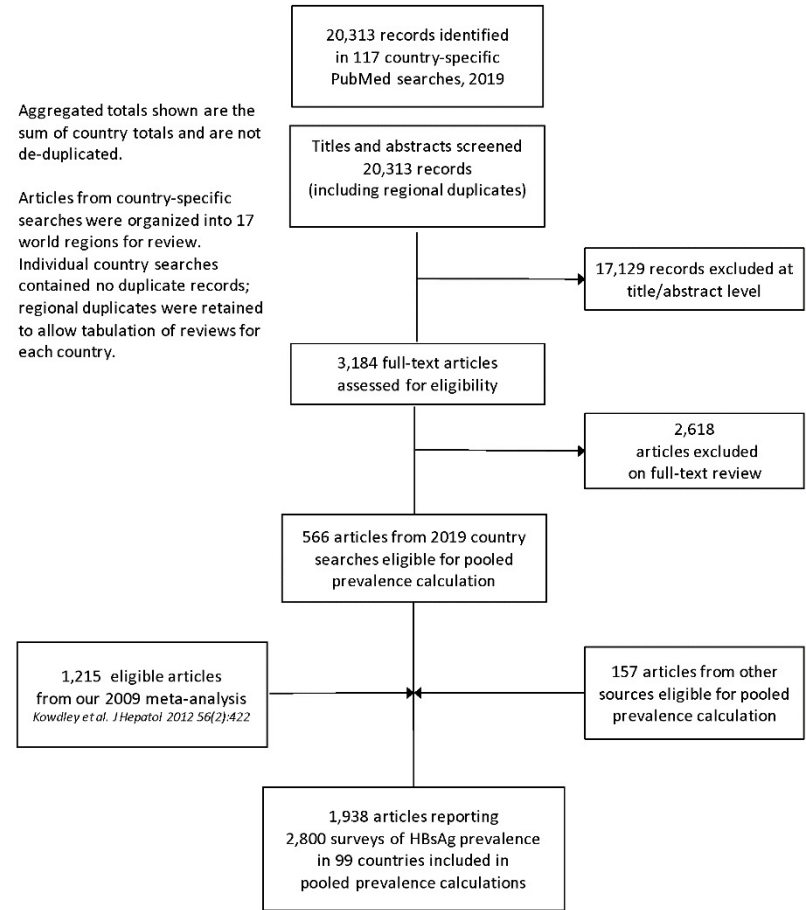 20,313 records identified
in 117 country-specific
PubMed searches, 2019
Aggregated totals shown are the
sum of country totals and are not
de-duplicated.
Articles from country-specific
searches were organized into 17
world regions for review.
Individual country searches
contained no duplicate records;
regional duplicates were retained
to allow tabulation of reviews for
each country.
Titles and abstracts screened
20,313 records
(including regional duplicates)
17,129 records excluded at
title/abstract level
3,184 full-text articles
assessed for eligibility
2,618
articles excluded
on full-text review
566 articles from 2019 country
searches eligible for pooled
prevalence calculation
1,215 eligible articles
from our 2009 meta-analysis
Kowdley et al. J Hepatol 2012 56(2):422
157 articles from other
sources eligible for pooled
prevalence calculation
1,938 articles reporting
2,800 surveys of HBsAg prevalence
in 99 countries included in
pooled prevalence calculations